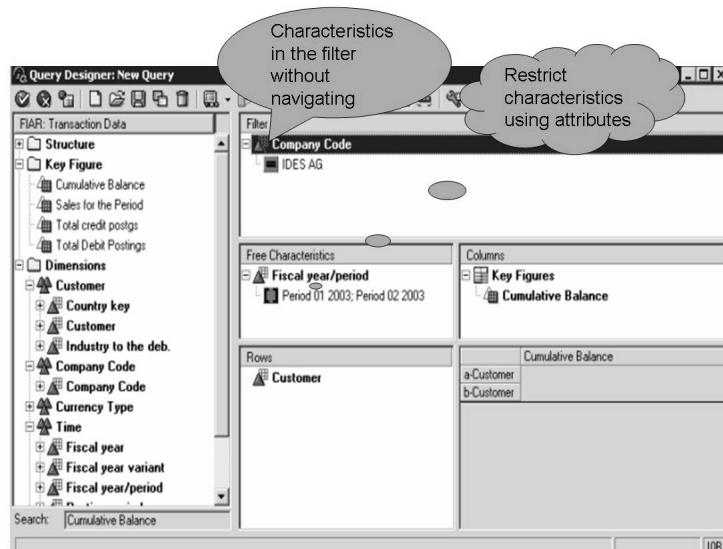 Characteristics
in the filter
without
navigating
Restrict
characteristics
using attributes
Query Designer: New Query
FIAR: Transaction Data
Structure
Key Figure
Cumulative Balance
Sales for the Period
Total credit postgs
Total Debit Postings
Dimensions
Customer
Country key
Customer
Industry to the deb.
Company Code
Company Code
Currency Type
Time
Fiscal year
Fiscal year variant
Fiscal year/period
Search: Cumulative Balance
Filter
Company Code
IDES AG
Free Characteristics
Fiscal year/period
Period 01 2003; Period 02 2003
Columns
Key Figures
Cumulative Balance
Rows
Customer
Cumulative Balance
a-Customer
b-Customer